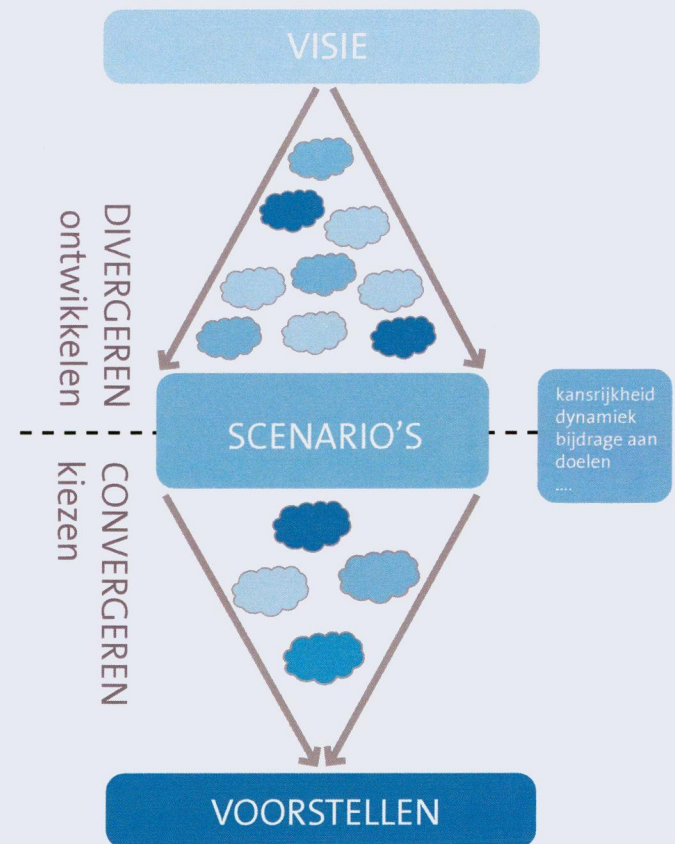 VISIE
DIVERGEREN
ontwikkelen
SCENARIO'S
kansrijkheid
dynamiek
bijdrage aan
doelen
....
CONVERGEREN
kiezen
VOORSTELLEN